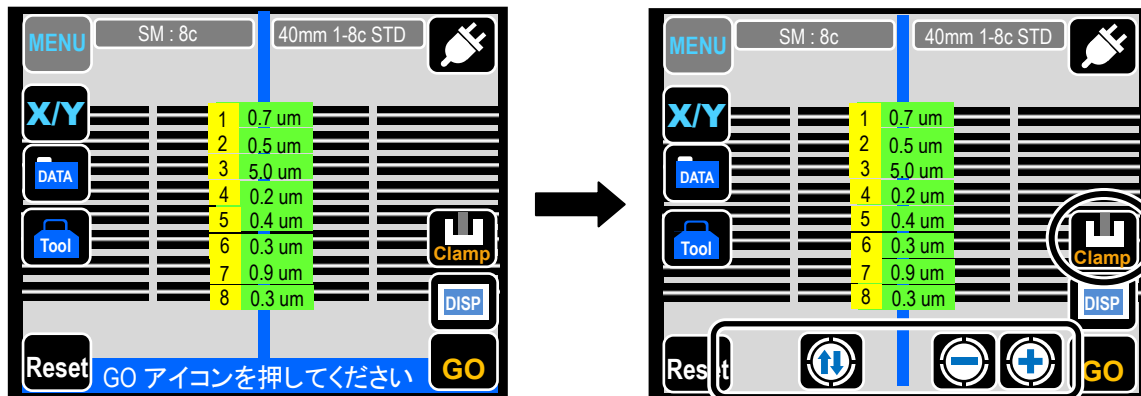 MENU
SM : 8c
40mm 1-8c STD
X/Y
DATA
Tool
1 0.7 um
2 0.5 um
3 5.0 um
4 0.2 um
5 0.4 um
6 0.3 um
7 0.9 um
8 0.3 um
Clamp
DISP
Reset
GO アイコンを押してください
GO
MENU
SM : 8c
40mm 1-8c STD
X/Y
DATA
Tool
1 0.7 um
2 0.5 um
3 5.0 um
4 0.2 um
5 0.4 um
6 0.3 um
7 0.9 um
8 0.3 um
Clamp
DISP
Reset
GO